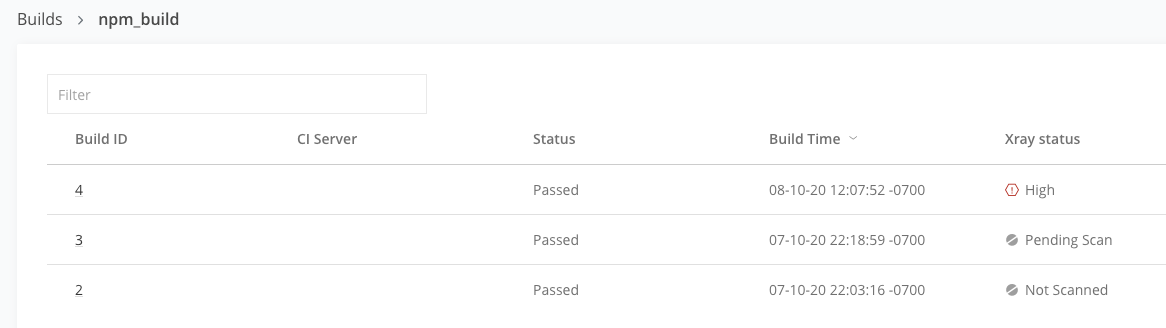 Builds > npm_build
Filter
Build ID CI Server Status Build Time Xray status
4 Passed 08-10-20 12:07:52 -0700 High
3 Passed 07-10-20 22:18:59 -0700 Pending Scan
2 Passed 07-10-20 22:03:16 -0700 Not Scanned